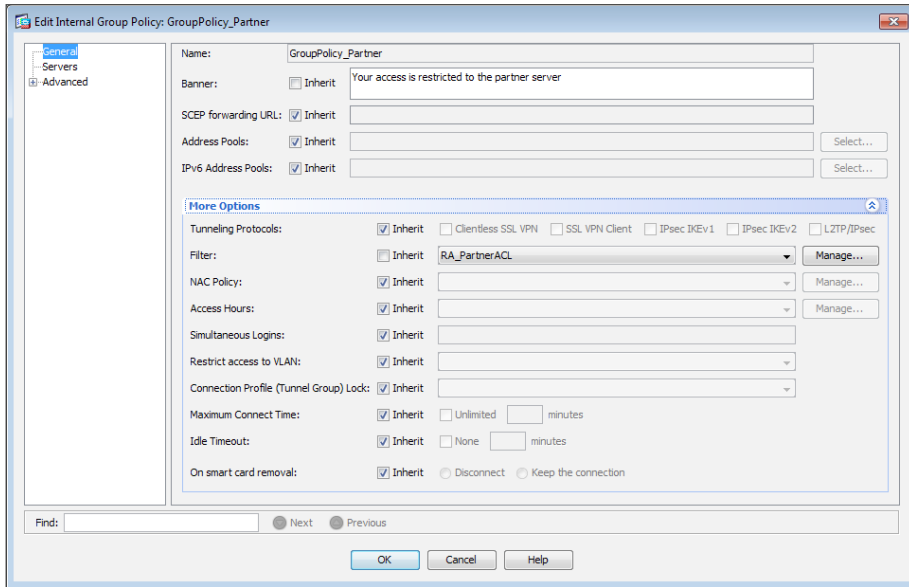 Edit Internal Group Policy: GroupPolicy_Partner
General
Servers
Advanced
Name: GroupPolicy_Partner
Banner: Inherit Your access is restricted to the partner server
SCEP forwarding URL: Inherit
Address Pools: Inherit Select...
IPv6 Address Pools: Inherit Select...
More Options
Tunneling Protocols: Inherit Clientless SSL VPN SSL VPN Client IPsec IKEv1 IPsec IKEv2 L2TP/IPsec
Filter: Inherit RA_PartnerACL Manage...
NAC Policy: Inherit Manage...
Access Hours: Inherit Manage...
Simultaneous Logins: Inherit
Restrict access to VLAN: Inherit
Connection Profile (Tunnel Group) Lock: Inherit
Maximum Connect Time: Inherit Unlimited minutes
Idle Timeout: Inherit None minutes
On smart card removal: Inherit Disconnect Keep the connection
Find: Next Previous
OK Cancel Help